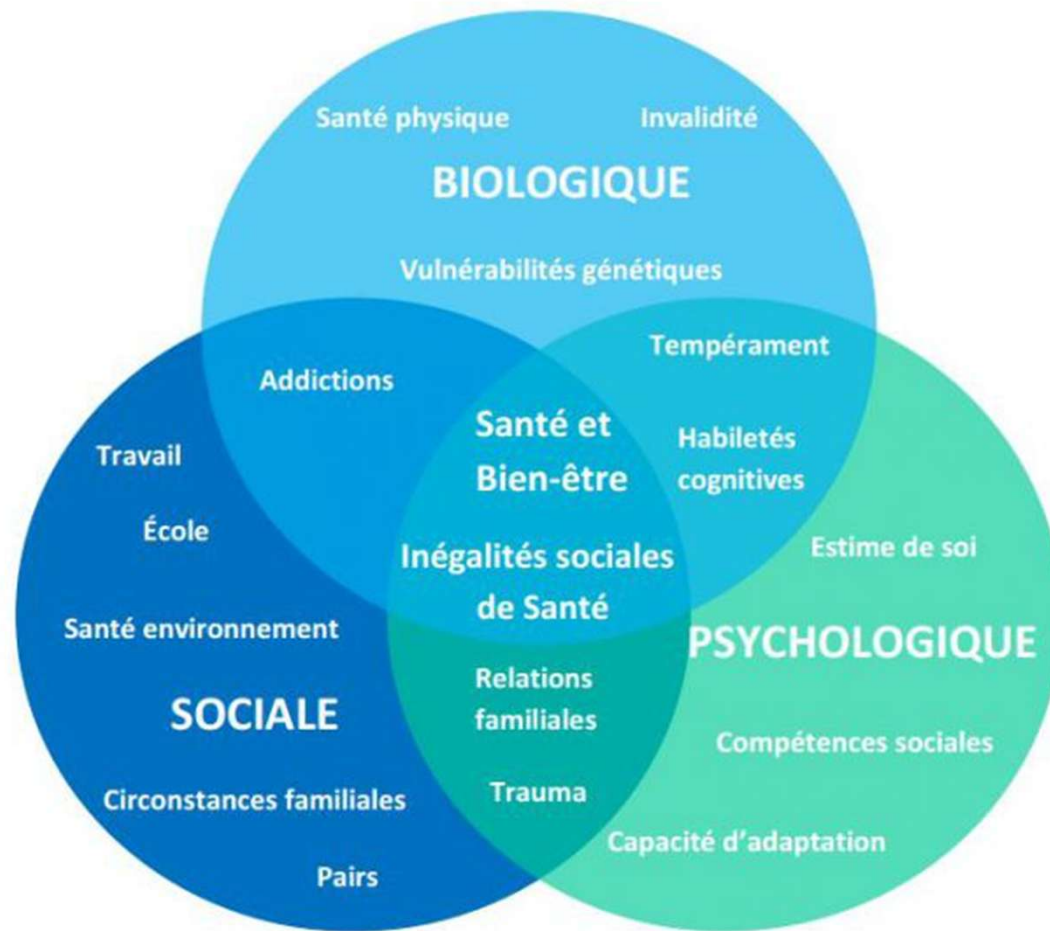 Santé physique
Invalidité
BIOLOGIQUE
Vulnérabilités génétiques
Tempérament
Addictions
Santé et
Bien-être
Habiletés
cognitives
Travail
École
Inégalités sociales
de Santé
Estime de soi
Santé environnement
PSYCHOLOGIQUE
Relations
familiales
SOCIALE
Compétences sociales
Trauma
Circonstances familiales
Capacité d’adaptation
Pairs